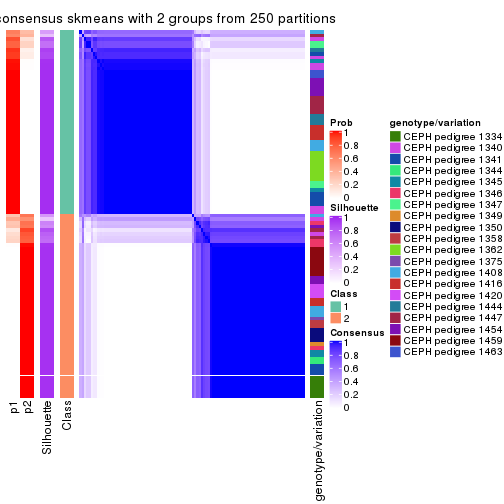 consensus skmeans with 2 groups from 250 partitions
Prob
1
0.8
0.6
0.4
0.2
0
Silhouette
1
0.8
0.6
0.4
0.2
0
Class
1
2
Consensus
1
0.8
0.6
0.4
0.2
0
genotype/variation
CEPH pedigree 1334
CEPH pedigree 1340
CEPH pedigree 1341
CEPH pedigree 1344
CEPH pedigree 1345
CEPH pedigree 1346
CEPH pedigree 1347
CEPH pedigree 1349
CEPH pedigree 1350
CEPH pedigree 1358
CEPH pedigree 1362
CEPH pedigree 1375
CEPH pedigree 1408
CEPH pedigree 1416
CEPH pedigree 1420
CEPH pedigree 1444
CEPH pedigree 1447
CEPH pedigree 1454
CEPH pedigree 1459
CEPH pedigree 1463
p1
p2
Silhouette
Class
genotype/variation